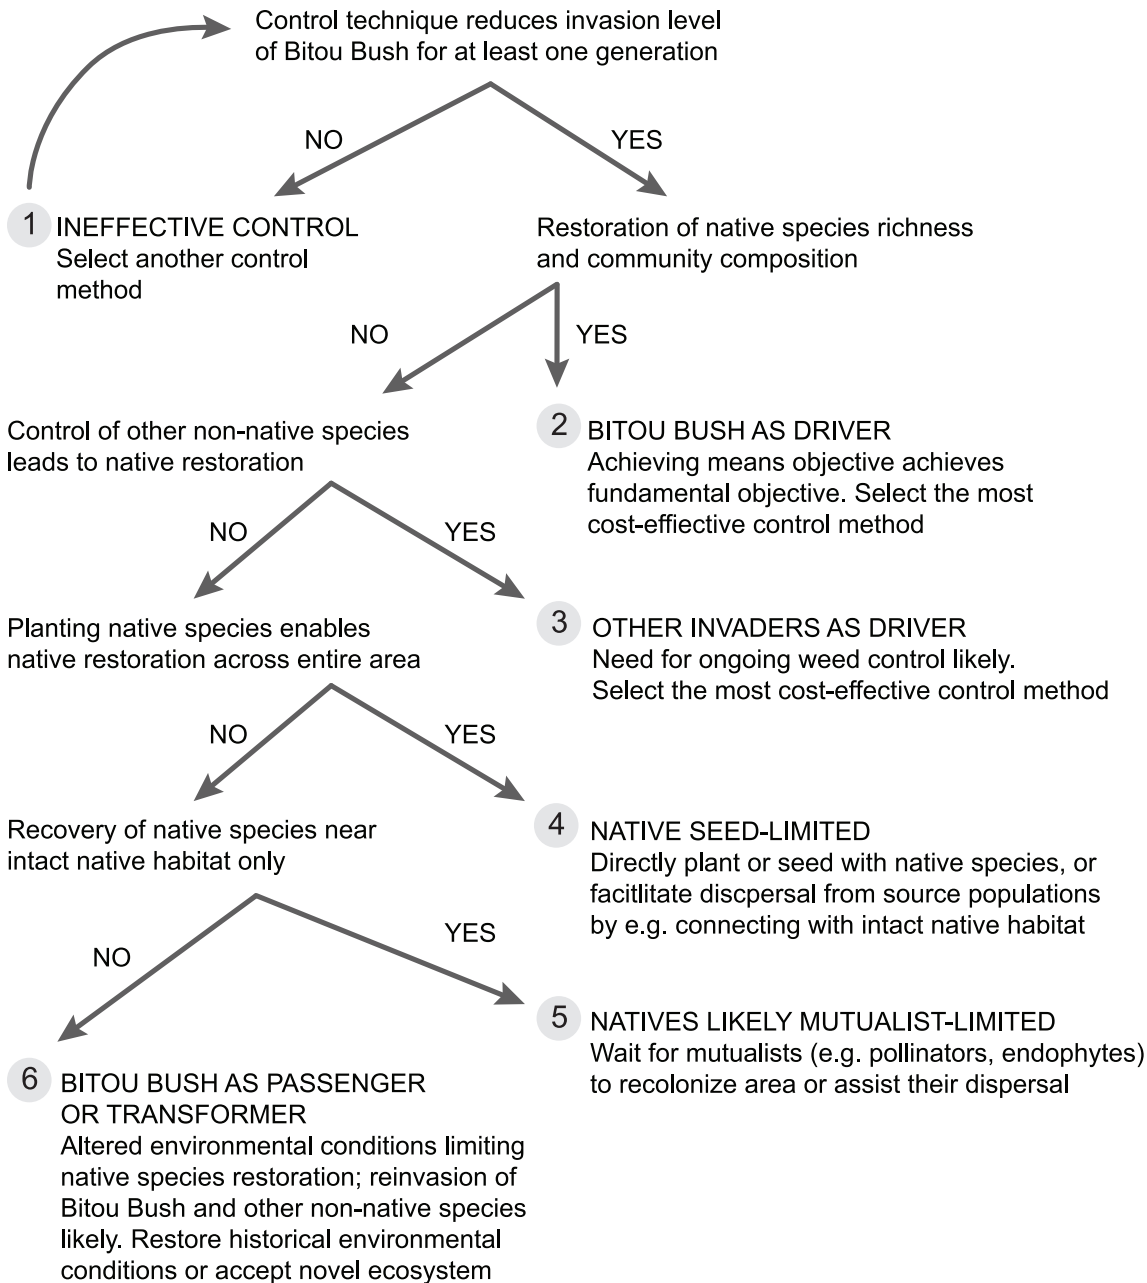 Control technique reduces invasion level
of Bitou Bush for at least one generation
NO
YES
1 INEFFECTIVE CONTROL
Select another control
method
Restoration of native species richness
and community composition
NO
YES
Control of other non-native species
leads to native restoration
2 BITOU BUSH AS DRIVER
Achieving means objective achieves
fundamental objective. Select the most
cost-effiective control method
NO
YES
Planting native species enables
native restoration across entire area
3 OTHER INVADERS AS DRIVER
Need for ongoing weed control likely.
Select the most cost-effective control method
NO
YES
Recovery of native species near
intact native habitat only
4 NATIVE SEED-LIMITED
Directly plant or seed with native species, or
facitlitate discpersal from source populations
by e.g. connecting with intact native habitat
NO
YES
5 NATIVES LIKELY MUTUALIST-LIMITED
Wait for mutualists (e.g. pollinators, endophytes)
to recolonize area or assist their dispersal
6 BITOU BUSH AS PASSENGER
OR TRANSFORMER
Altered environmental conditions limiting
native species restoration; reinvasion of
Bitou Bush and other non-native species
likely. Restore historical environmental
conditions or accept novel ecosystem